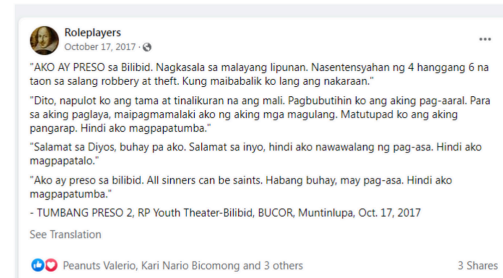 Roleplayers
October 17, 2017 ·
"AKO AY PRESO sa Bilibid. Nagkasala sa malayang lipunan. Nasentensyahan ng 4 hanggang 6 na
taon sa salang robbery at theft. Kung maibabalik ko lang ang nakaraan."
"Dito, napulot ko ang tama at tinalikuran na ang mali. Pagbubutihin ko ang aking pag-aaral. Para
sa aking paglaya, maipagmamalaki ako ng aking mga magulang. Matutupad ko ang aking
pangarap. Hindi ako magpapatumba."
"Salamat sa Diyos, buhay pa ako. Salamat sa inyo, hindi ako nawawalang ng pag-asa. Hindi ako
magpapatalo."
"Ako ay preso sa bilibid. All sinners can be saints. Habang buhay, may pag-asa. Hindi ako
magpapatumba."
- TUMBANG PRESO 2, RP Youth Theater-Bilibid, BUCOR, Muntinlupa, Oct. 17, 2017
See Translation
Peanuts Valerio, Kari Nario Bicomong and 3 others
3 Shares